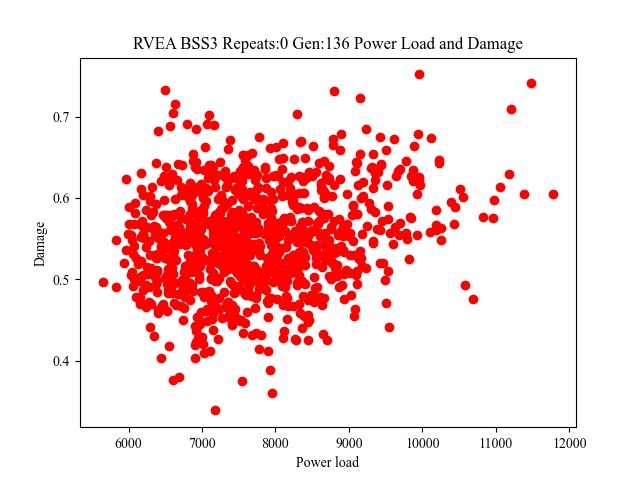 RVEA BSS3 Repeats:0 Gen:136 Power Load and Damage
0.7
0.6
0.5
0.4
Damage
6000 7000 8000 9000 10000 11000 12000
Power load